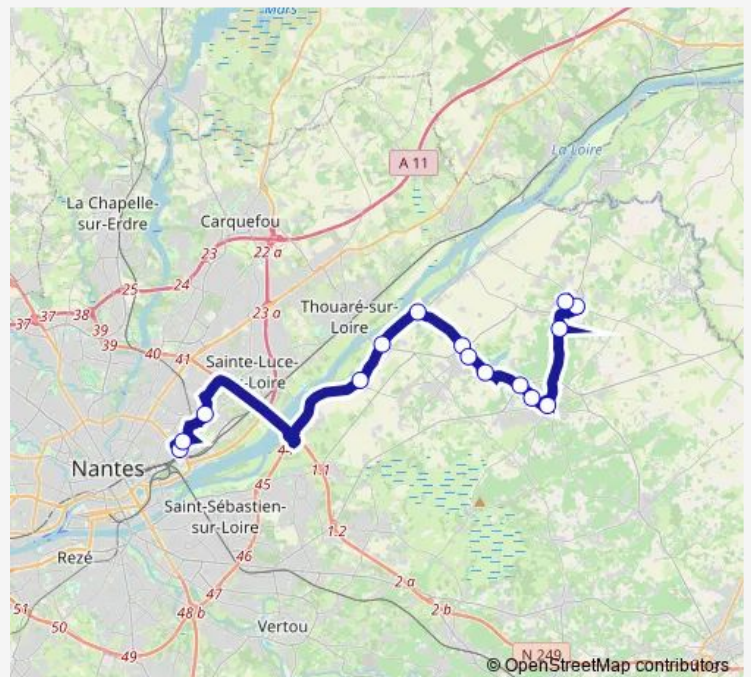 Mars
A 11
La Loire
La Chapelle-
sur-Erdre
Carquefou
23
22 a
25
24
37
37
38
39
39
40
41
23 a
Thouaré-sur-
Loire
Sainte-Luce-
-Loire
Nantes
45
1.1
Saint-Sébastien-
sur-Loire
1.2
Rezé
46
2 a
47
2 b
51
50
48 b
49
Vertou
N 249
© OpenStreetMap contributors